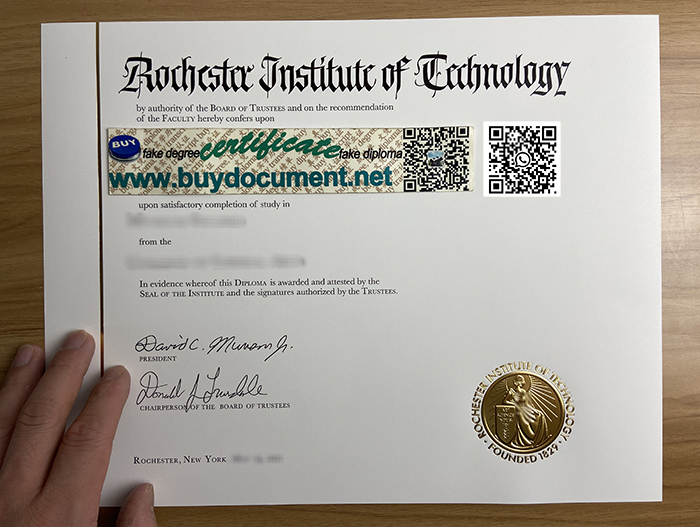 Rochester Institute of Technology
by authority of the BOARD OF TRUSTEES and on the recommendation
of the FACULTY hereby confers upon
BUY
fake degree certificate fake diploma
www.buydocument.net
upon satisfactory completion of study in
from the
In evidence whereof this DIPLOMA is awarded and attested by the
SEAL OF THE INSTITUTE and the signatures authorized by the TRUSTEES.
David C. Munson Jr.
PRESIDENT
CHAIRPERSON OF THE BOARD OF TRUSTEES
ROCHESTER, NEW YORK
ROCHESTER INSTITUTE OF TECHNOLOGY
FOUNDED 1829